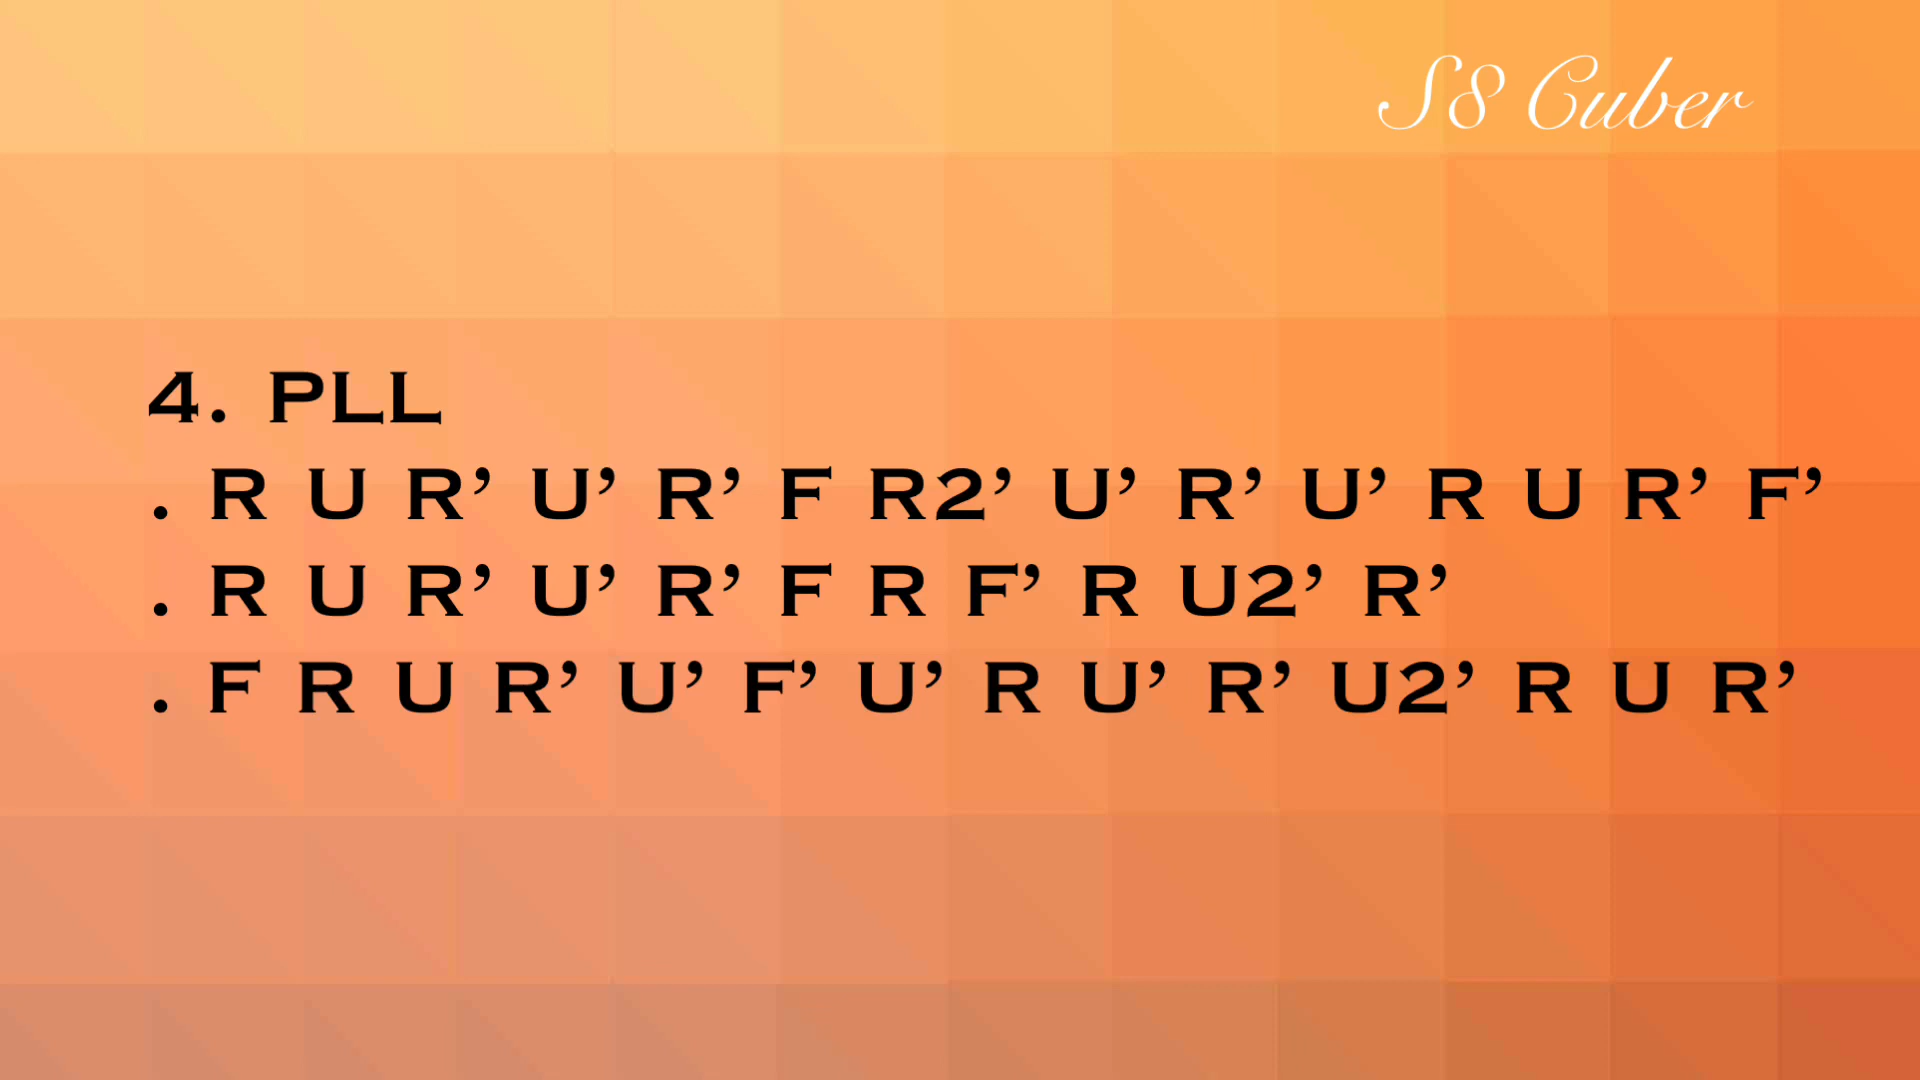 S8 Cuber
4. PLL
. R U R’ U’ R’ F R2’ U’ R’ U’ R U R’ F’
. R U R’ U’ R’ F R F’ R U2’ R’
. F R U R’ U’ F’ U’ R U’ R’ U2’ R U R’